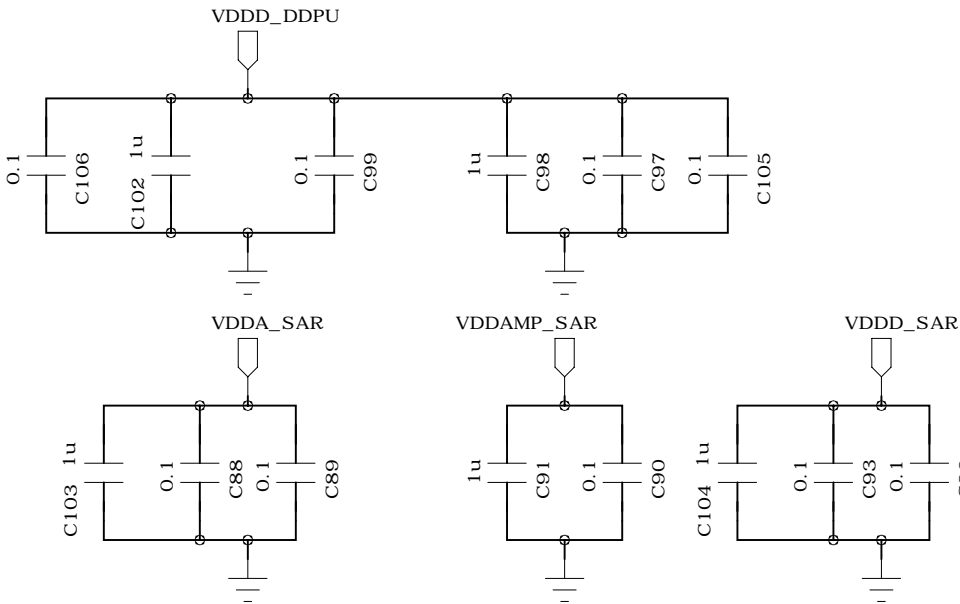 VDDD_DDPU
0.1
C106
1u
C102
0.1
C99
1u
C98
0.1
C97
0.1
C105
VDDA_SAR
VDDAMP_SAR
VDDD_SAR
1u
C103
0.1
C88
0.1
C89
1u
C91
0.1
C90
1u
C104
0.1
C93
0.1